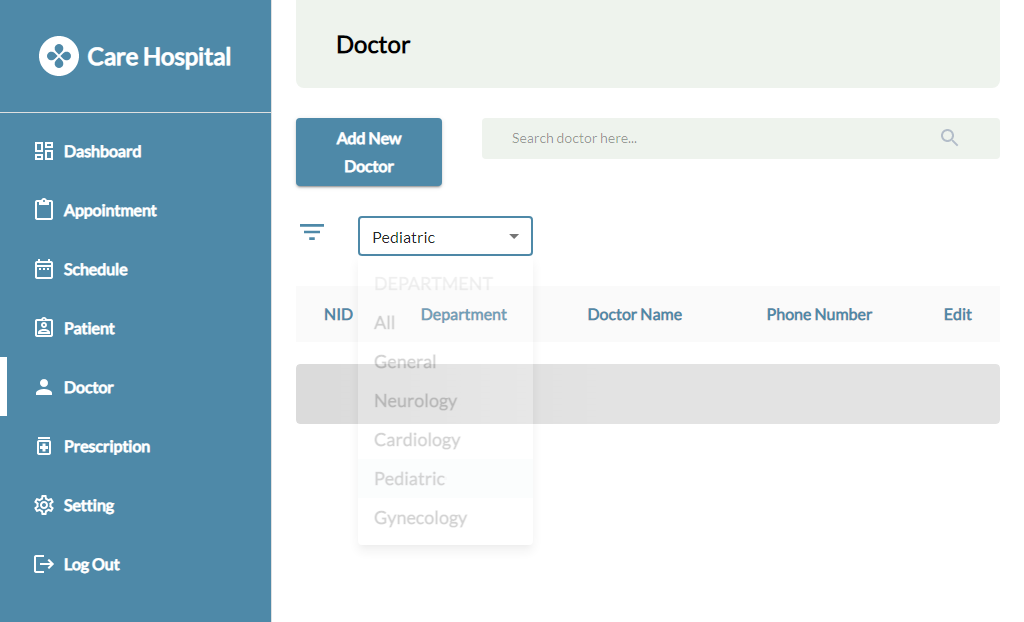 Care Hospital
Dashboard
Appointment
Schedule
Patient
Doctor
Prescription
Setting
Log Out
Doctor
Add New
Doctor
Search doctor here...
Pediatric
DEPARTMENT
All
General
Neurology
Cardiology
Pediatric
Gynecology
NID Department Doctor Name Phone Number Edit